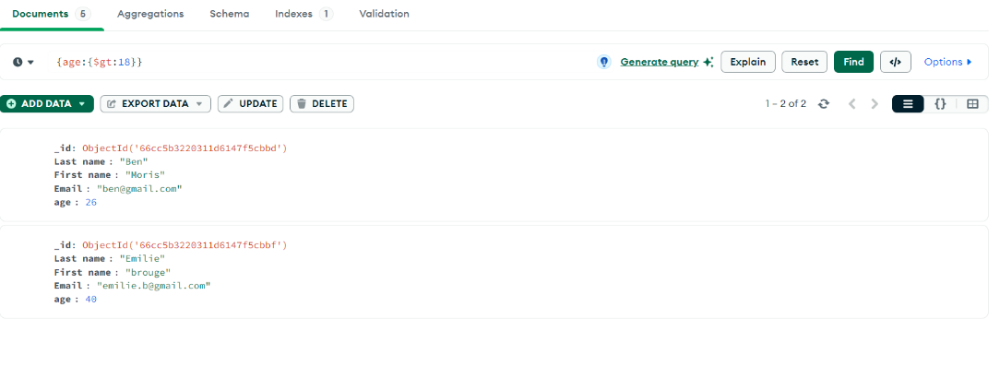 Documents 5 Aggregations Schema Indexes 1 Validation
{age:{$gt:18}} Generate query Explain Reset Find </> Options
ADD DATA EXPORT DATA UPDATE DELETE 1 – 2 of 2 {}
_id: ObjectId('66cc5b3220311d6147f5cbbd')
Last name : "Ben"
First name : "Moris"
Email : "ben@gmail.com"
age : 26
_id: ObjectId('66cc5b3220311d6147f5cbbf')
Last name : "Emilie"
First name : "brouge"
Email : "emilie.b@gmail.com"
age : 40